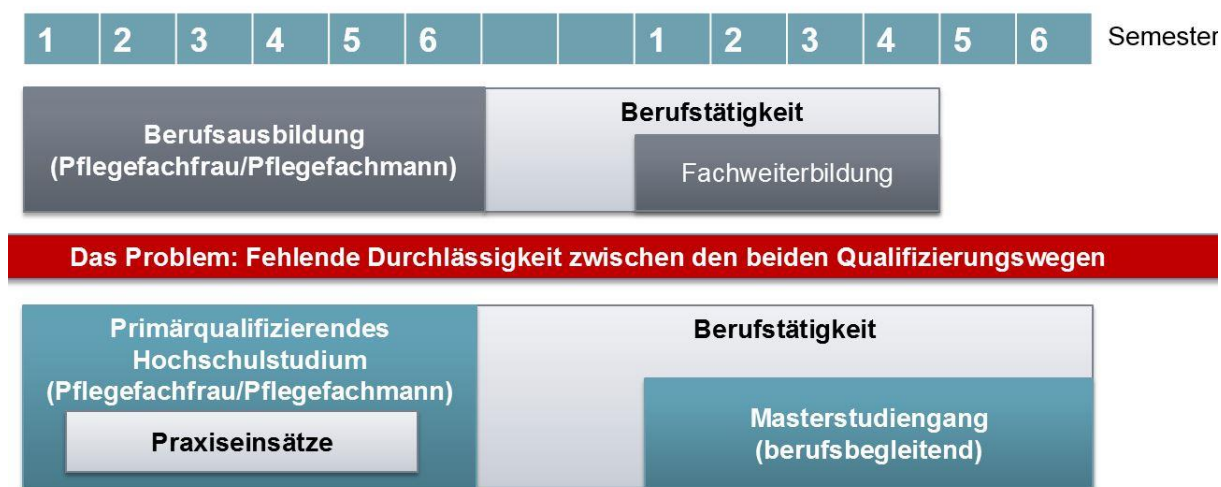 1 2 3 4 5 6 1 2 3 4 5 6 Semester
Berufsausbildung
(Pflegefachfrau/Pflegefachmann)
Berufstätigkeit
Fachweiterbildung
Das Problem: Fehlende Durchlässigkeit zwischen den beiden Qualifizierungswegen
Primärqualifizierendes
Hochschulstudium
(Pflegefachfrau/Pflegefachmann)
Praxiseinsätze
Berufstätigkeit
Masterstudiengang
(berufsbegleitend)